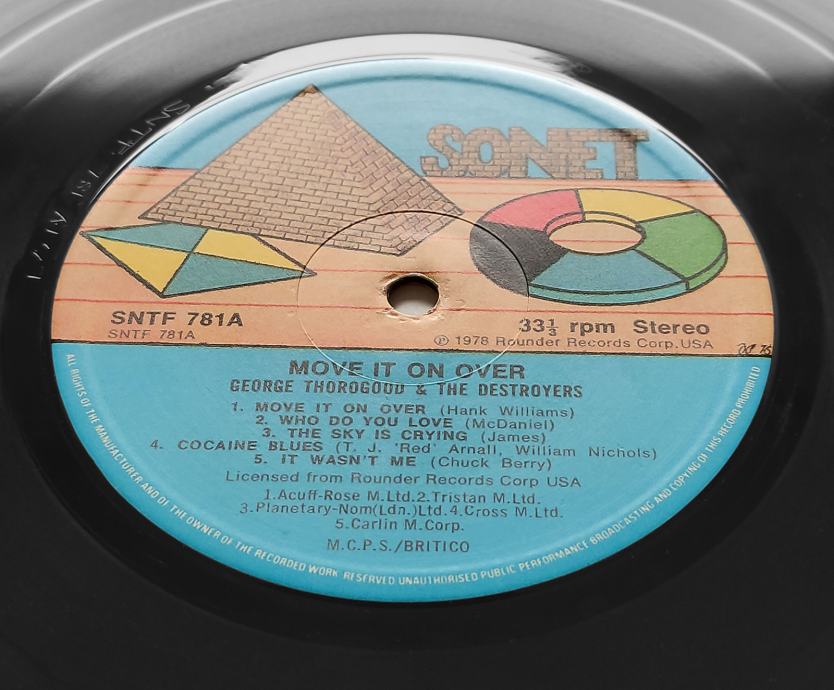 SONET
SNTF 781A
SNTF 781A
33⅓ rpm Stereo
℗ 1978 Rounder Records Corp.USA
MOVE IT ON OVER
GEORGE THOROGOOD & THE DESTROYERS
1. MOVE IT ON OVER (Hank Williams)
2. WHO DO YOU LOVE (McDaniel)
3. THE SKY IS CRYING (James)
4. COCAINE BLUES (T. J. 'Red' Arnall, William Nichols)
5. IT WASN'T ME (Chuck Berry)
Licensed from Rounder Records Corp USA
1.Acuff-Rose M.Ltd.2.Tristan M.Ltd.
3.Planetary-Nom(Ldn.)Ltd.4.Cross M.Ltd.
5.Carlin M.Corp.
M.C.P.S./BRITICO
ALL RIGHTS OF THE MANUFACTURER AND OF THE OWNER OF THE RECORDED WORK RESERVED UNAUTHORISED PUBLIC PERFORMANCE BROADCASTING AND COPYING OF THIS RECORD PROHIBITED
SNTF